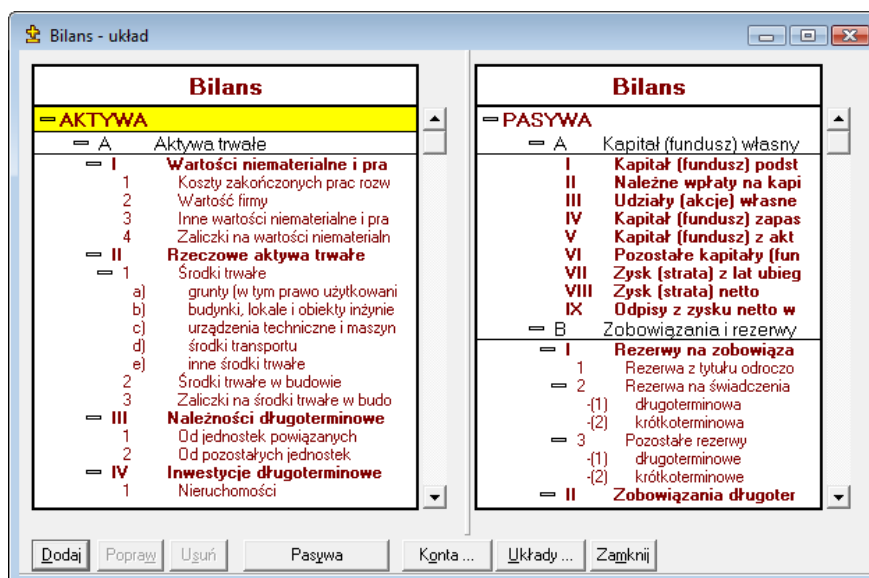 Bilans - układ
Bilans
AKTYWA
A Aktywa trwałe
I Wartości niematerialne i pra
1 Koszty zakończonych prac rozw
2 Wartość firmy
3 Inne wartości niematerialne i pra
4 Zaliczki na wartości niematerialn
II Rzeczowe aktywa trwałe
1 Środki trwałe
a) grunty (w tym prawo użytkowani
b) budynki, lokale i obiekty inżynie
c) urządzenia techniczne i maszyn
d) środki transportu
e) inne środki trwałe
2 Środki trwałe w budowie
3 Zaliczki na środki trwałe w budo
III Należności długoterminowe
1 Od jednostek powiązanych
2 Od pozostałych jednostek
IV Inwestycje długoterminowe
1 Nieruchomości
Bilans
PASYWA
A Kapitał (fundusz) własny
I Kapitał (fundusz) podst
II Należne wpłaty na kapi
III Udziały (akcje) własne
IV Kapitał (fundusz) zapas
V Kapitał (fundusz) z akt
VI Pozostałe kapitały (fun
VII Zysk (strata) z lat ubieg
VIII Zysk (strata) netto
IX Odpisy z zysku netto w
B Zobowiązania i rezerwy
I Rezerwy na zobowiąza
1 Rezerwa z tytułu odroczo
2 Rezerwa na świadczenia
-(1) długoterminowa
-(2) krótkoterminowa
3 Pozostałe rezerwy
-(1) długoterminowe
-(2) krótkoterminowe
II Zobowiązania długoter
Dodaj Popraw Usuń Pasywa Konta ... Układy ... Zamknij